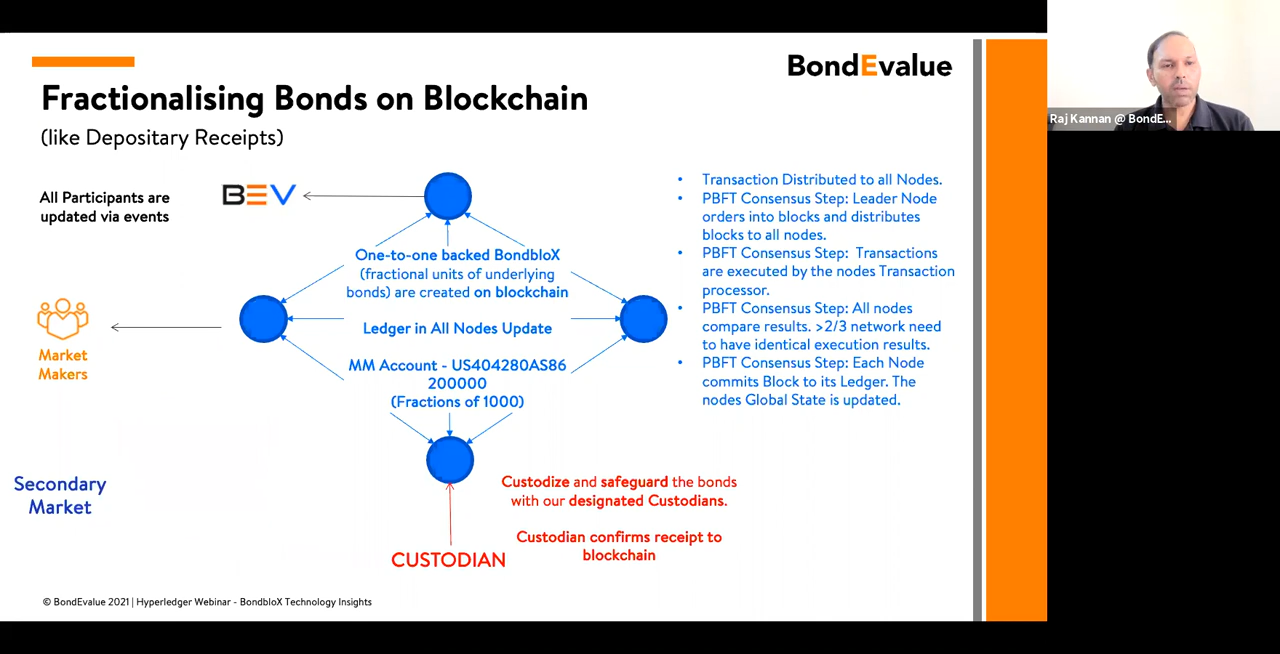 BondEvalue
Fractionalising Bonds on Blockchain
(like Depositary Receipts)
Raj Kannan @ BondE...
All Participants are
updated via events
BEV
One-to-one backed BondbloX
(fractional units of underlying
bonds) are created on blockchain
Ledger in All Nodes Update
MM Account - US404280AS86
200000
(Fractions of 1000)
Market
Makers
Secondary
Market
• Transaction Distributed to all Nodes.
• PBFT Consensus Step: Leader Node
orders into blocks and distributes
blocks to all nodes.
• PBFT Consensus Step: Transactions
are executed by the nodes Transaction
processor.
• PBFT Consensus Step: All nodes
compare results. >2/3 network need
to have identical execution results.
• PBFT Consensus Step: Each Node
commits Block to its Ledger. The
nodes Global State is updated.
Custodize and safeguard the bonds
with our designated Custodians.
Custodian confirms receipt to
blockchain
CUSTODIAN
© BondEvalue 2021 | Hyperledger Webinar - BondbloX Technology Insights